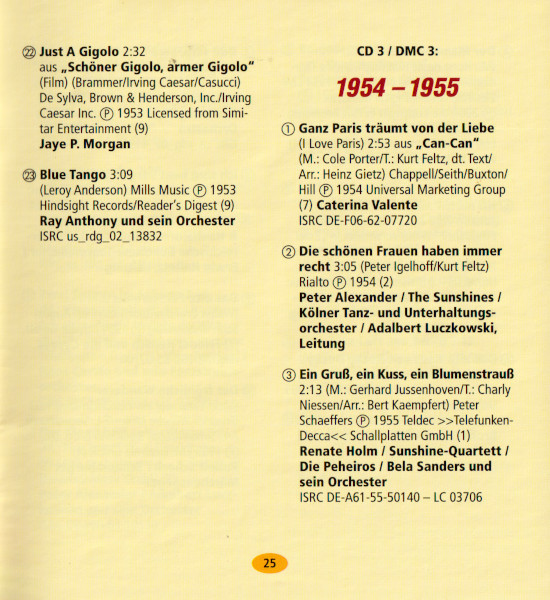 ㉒ Just A Gigolo 2:32
aus „Schöner Gigolo, armer Gigolo“
(Film) (Brammer/Irving Caesar/Casucci)
De Sylva, Brown & Henderson, Inc./Irving
Caesar Inc. Ⓟ 1953 Licensed from Simi-
tar Entertainment (9)
Jaye P. Morgan
㉓ Blue Tango 3:09
(Leroy Anderson) Mills Music Ⓟ 1953
Hindsight Records/Reader’s Digest (9)
Ray Anthony und sein Orchester
ISRC us_rdg_02_13832
CD 3 / DMC 3:
1954 – 1955
① Ganz Paris träumt von der Liebe
(I Love Paris) 2:53 aus „Can-Can“
(M.: Cole Porter/T.: Kurt Feltz, dt. Text/
Arr.: Heinz Gietz) Chappell/Seith/Buxton/
Hill Ⓟ 1954 Universal Marketing Group
(7) Caterina Valente
ISRC DE-F06-62-07720
② Die schönen Frauen haben immer
recht 3:05 (Peter Igelhoff/Kurt Feltz)
Rialto Ⓟ 1954 (2)
Peter Alexander / The Sunshines /
Kölner Tanz- und Unterhaltungs-
orchester / Adalbert Luczkowski,
Leitung
③ Ein Gruß, ein Kuss, ein Blumenstrauß
2:13 (M.: Gerhard Jussenhoven/T.: Charly
Niessen/Arr.: Bert Kaempfert) Peter
Schaeffers Ⓟ 1955 Teldec >>Telefunken-
Decca<< Schallplatten GmbH (1)
Renate Holm / Sunshine-Quartett /
Die Peheiros / Bela Sanders und
sein Orchester
ISRC DE-A61-55-50140 – LC 03706
25